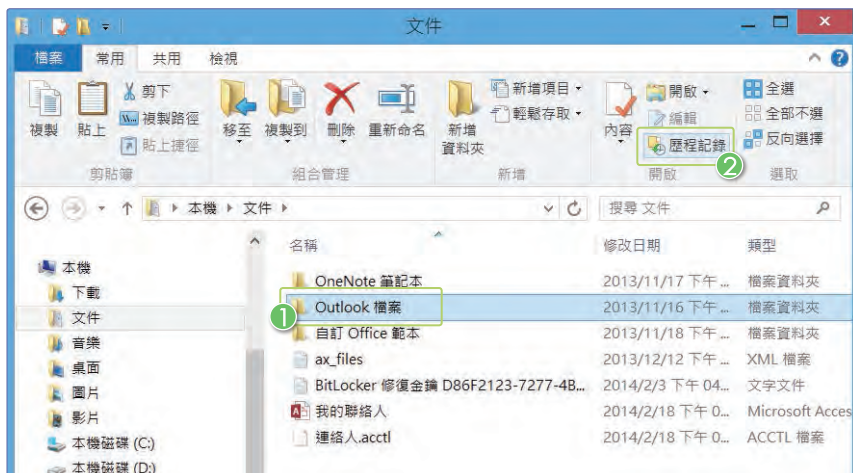 文件
檔案 常用 共用 檢視
複製 貼上 剪下 複製路徑 貼上捷徑
移至 複製到 刪除 重新命名
新增資料夾 新增項目 輕鬆存取
內容 開啟 編輯 歷程記錄
全選 全部不選 反向選擇
剪貼簿 組合管理 新增 開啟 選取
2
本機 文件 搜尋 文件
名稱 修改日期 類型
本機
下載
文件
音樂
桌面
圖片
影片
本機磁碟 (C:)
本機磁碟 (D:)
OneNote 筆記本 2013/11/17 下午 ... 檔案資料夾
1 Outlook 檔案 2013/11/16 下午 ... 檔案資料夾
自訂 Office 範本 2013/11/18 下午 ... 檔案資料夾
ax_files 2013/12/12 下午 ... XML 檔案
BitLocker 修復金鑰 D86F2123-7277-4B... 2014/2/3 下午 04... 文字文件
我的聯絡人 2014/2/18 下午 0... Microsoft Acces
連絡人.acctl 2014/2/18 下午 0... ACCTL 檔案